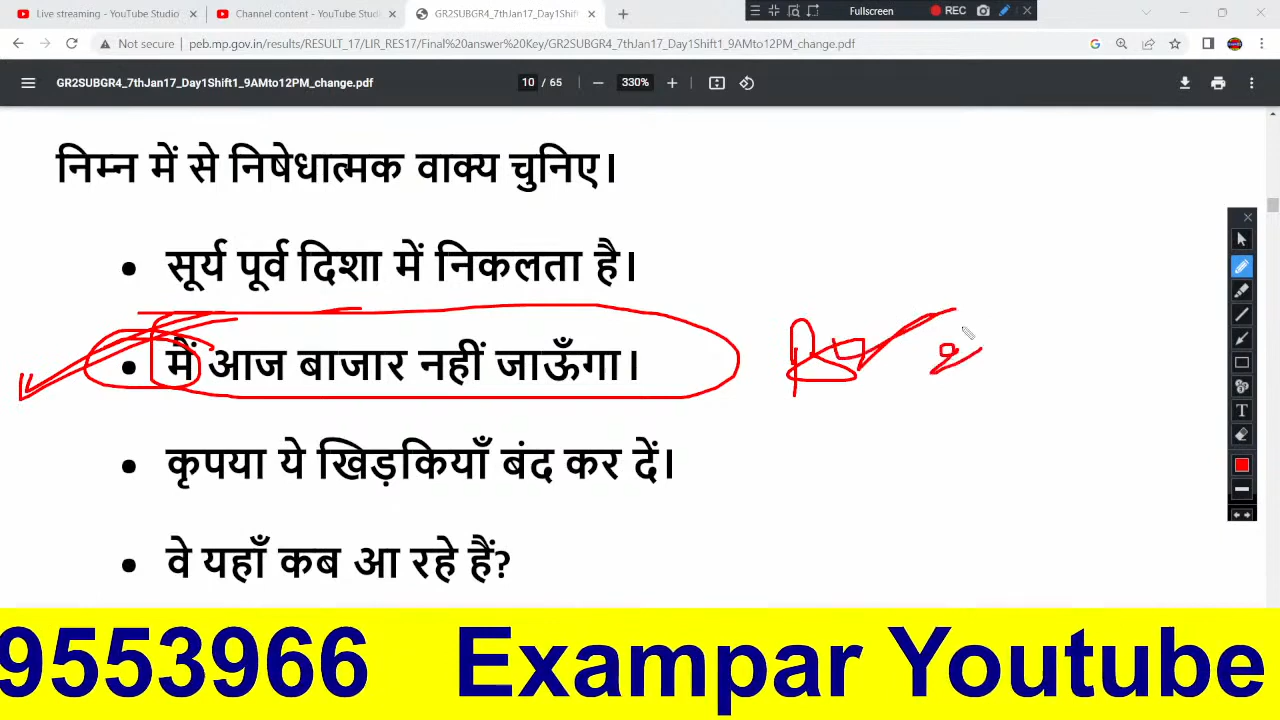 Live streaming - YouTube Studio
Channel content - YouTube Studi
GR2SUBGR4_7thJan17_Day1Shift1_
Fullscreen
REC
Not secure
peb.mp.gov.in/results/RESULT_17/LIR_RES17/Final%20answer%20K.../GR2SUBGR4_7thJan17_Day1Shift1_9AMto12PM_change.pdf
GR2SUBGR4_7thJan17_Day1Shift1_9AMto12PM_change.pdf
10 / 65
330%
निम्न में से निषेधात्मक वाक्य चुनिए।
• सूर्य पूर्व दिशा में निकलता है।
• मैं आज बाजार नहीं जाऊँगा।
• कृपया ये खिड़कियाँ बंद कर दें।
• वे यहाँ कब आ रहे हैं?
9553966 Exampar Youtube